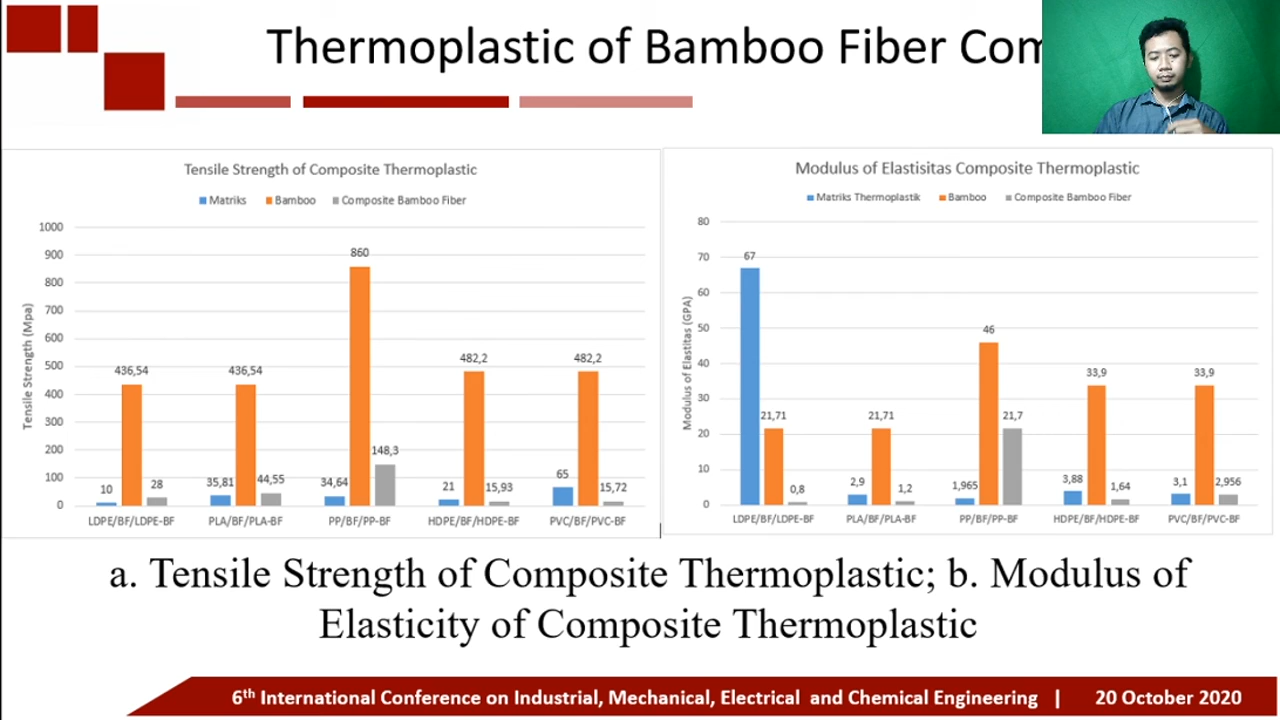 Thermoplastic of Bamboo Fiber Com
Tensile Strength of Composite Thermoplastic
Matriks Bamboo Composite Bamboo Fiber
Tensile Strength (Mpa)
1000
900
800
700
600
500
400
300
200
100
0
10 436,54 28
35,81 436,54 44,55
34,64 860 148,3
21 482,2 15,93
65 482,2 15,72
LDPE/BF/LDPE-BF PLA/BF/PLA-BF PP/BF/PP-BF HDPE/BF/HDPE-BF PVC/BF/PVC-BF
Modulus of Elastisitas Composite Thermoplastic
Matriks Thermoplastik Bamboo Composite Bamboo Fiber
Modulus of Elastitas (GPA)
80
70
60
50
40
30
20
10
0
67 21,71 0,8
2,9 21,71 1,2
1,965 46 21,7
3,88 33,9 1,64
3,1 33,9 2,956
LDPE/BF/LDPE-BF PLA/BF/PLA-BF PP/BF/PP-BF HDPE/BF/HDPE-BF PVC/BF/PVC-BF
a. Tensile Strength of Composite Thermoplastic; b. Modulus of
Elasticity of Composite Thermoplastic
6th International Conference on Industrial, Mechanical, Electrical and Chemical Engineering | 20 October 2020